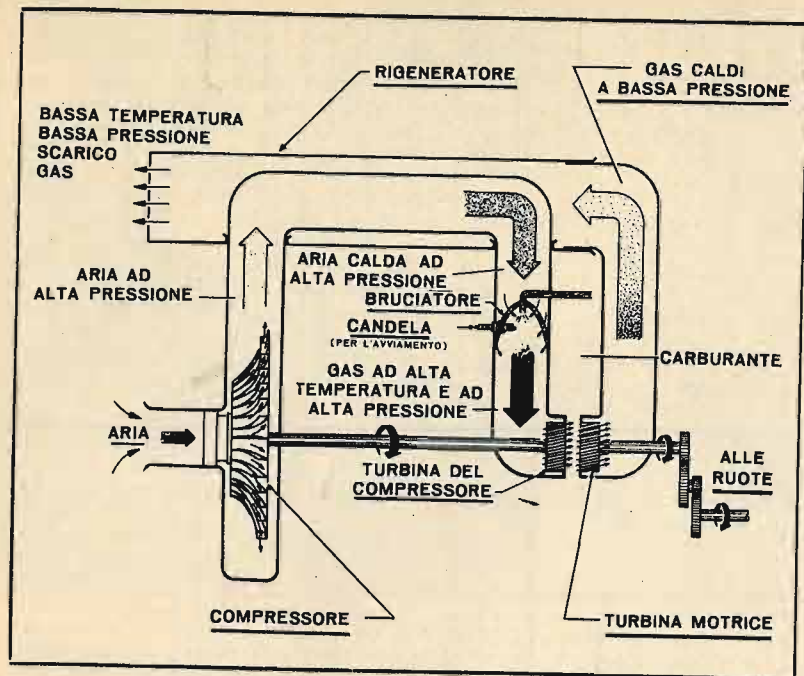 RIGENERATORE
GAS CALDI
A BASSA PRESSIONE
BASSA TEMPERATURA
BASSA PRESSIONE
SCARICO
GAS
ARIA AD
ALTA PRESSIONE
ARIA CALDA AD
ALTA PRESSIONE
BRUCIATORE
CANDELA
(PER L'AVVIAMENTO)
CARBURANTE
GAS AD ALTA
TEMPERATURA E AD
ALTA PRESSIONE
ARIA
TURBINA DEL
COMPRESSORE
ALLE
RUOTE
COMPRESSORE
TURBINA MOTRICE